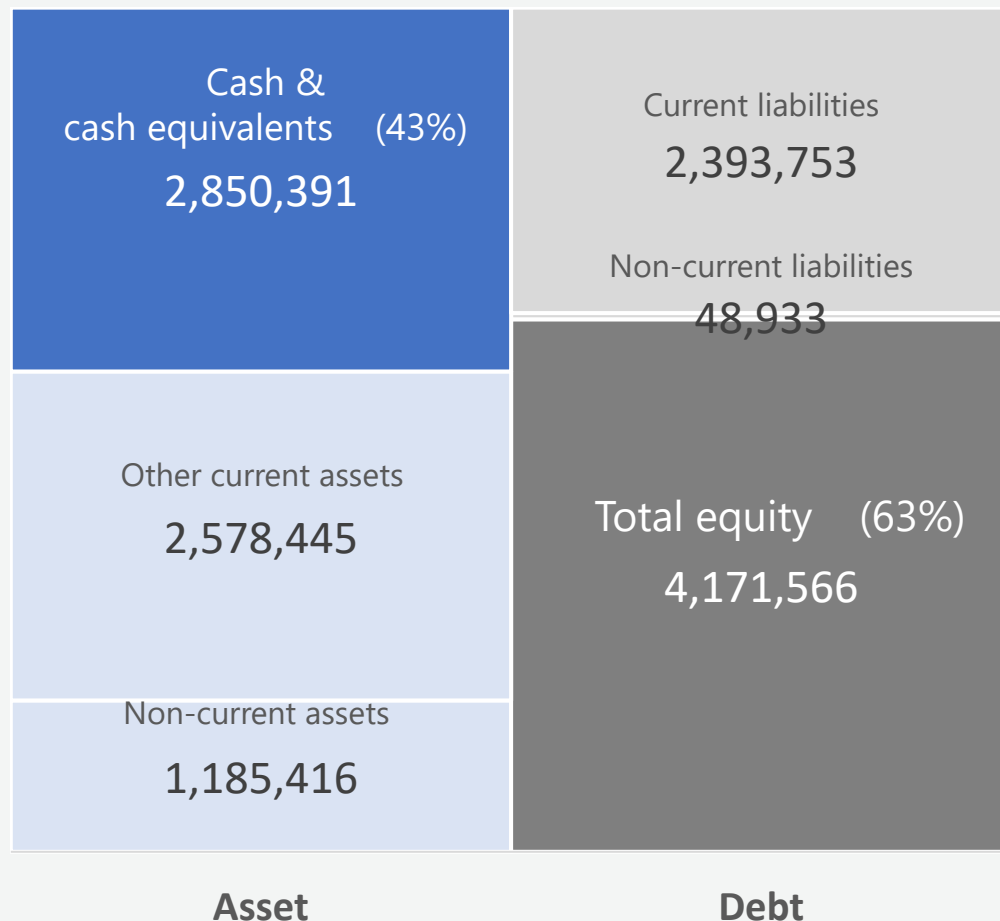 Cash &
cash equivalents (43%)
2,850,391
Other current assets
2,578,445
Non-current assets
1,185,416
Asset
Current liabilities
2,393,753
Non-current liabilities
48,933
Total equity (63%)
4,171,566
Debt